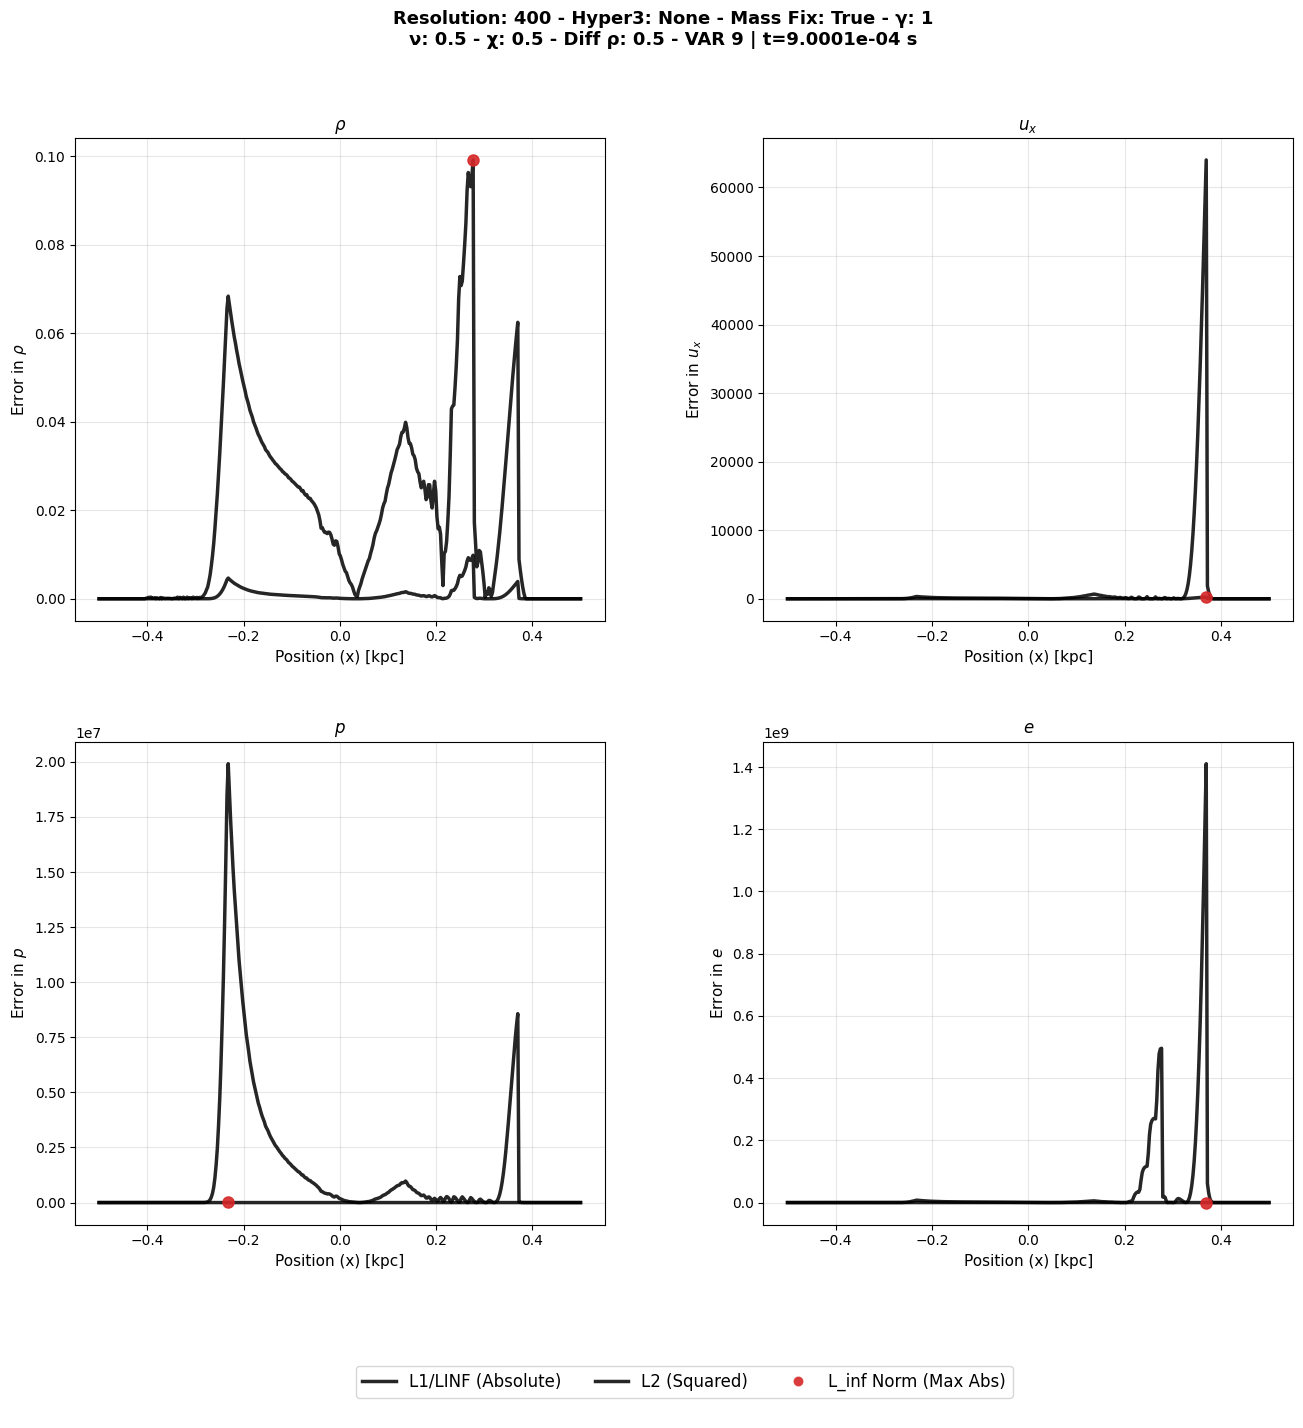 Resolution: 400 - Hyper3: None - Mass Fix: True - γ: 1
ν: 0.5 - χ: 0.5 - Diff ρ: 0.5 - VAR 9 | t=9.0001e-04 s
ρ
Error in ρ
0.10
0.08
0.06
0.04
0.02
0.00
−0.4 −0.2 0.0 0.2 0.4
Position (x) [kpc]
u_x
Error in u_x
60000
50000
40000
30000
20000
10000
0
−0.4 −0.2 0.0 0.2 0.4
Position (x) [kpc]
p
1e7
Error in p
2.00
1.75
1.50
1.25
1.00
0.75
0.50
0.25
0.00
−0.4 −0.2 0.0 0.2 0.4
Position (x) [kpc]
e
1e9
Error in e
1.4
1.2
1.0
0.8
0.6
0.4
0.2
0.0
−0.4 −0.2 0.0 0.2 0.4
Position (x) [kpc]
L1/LINF (Absolute) L2 (Squared) L_inf Norm (Max Abs)